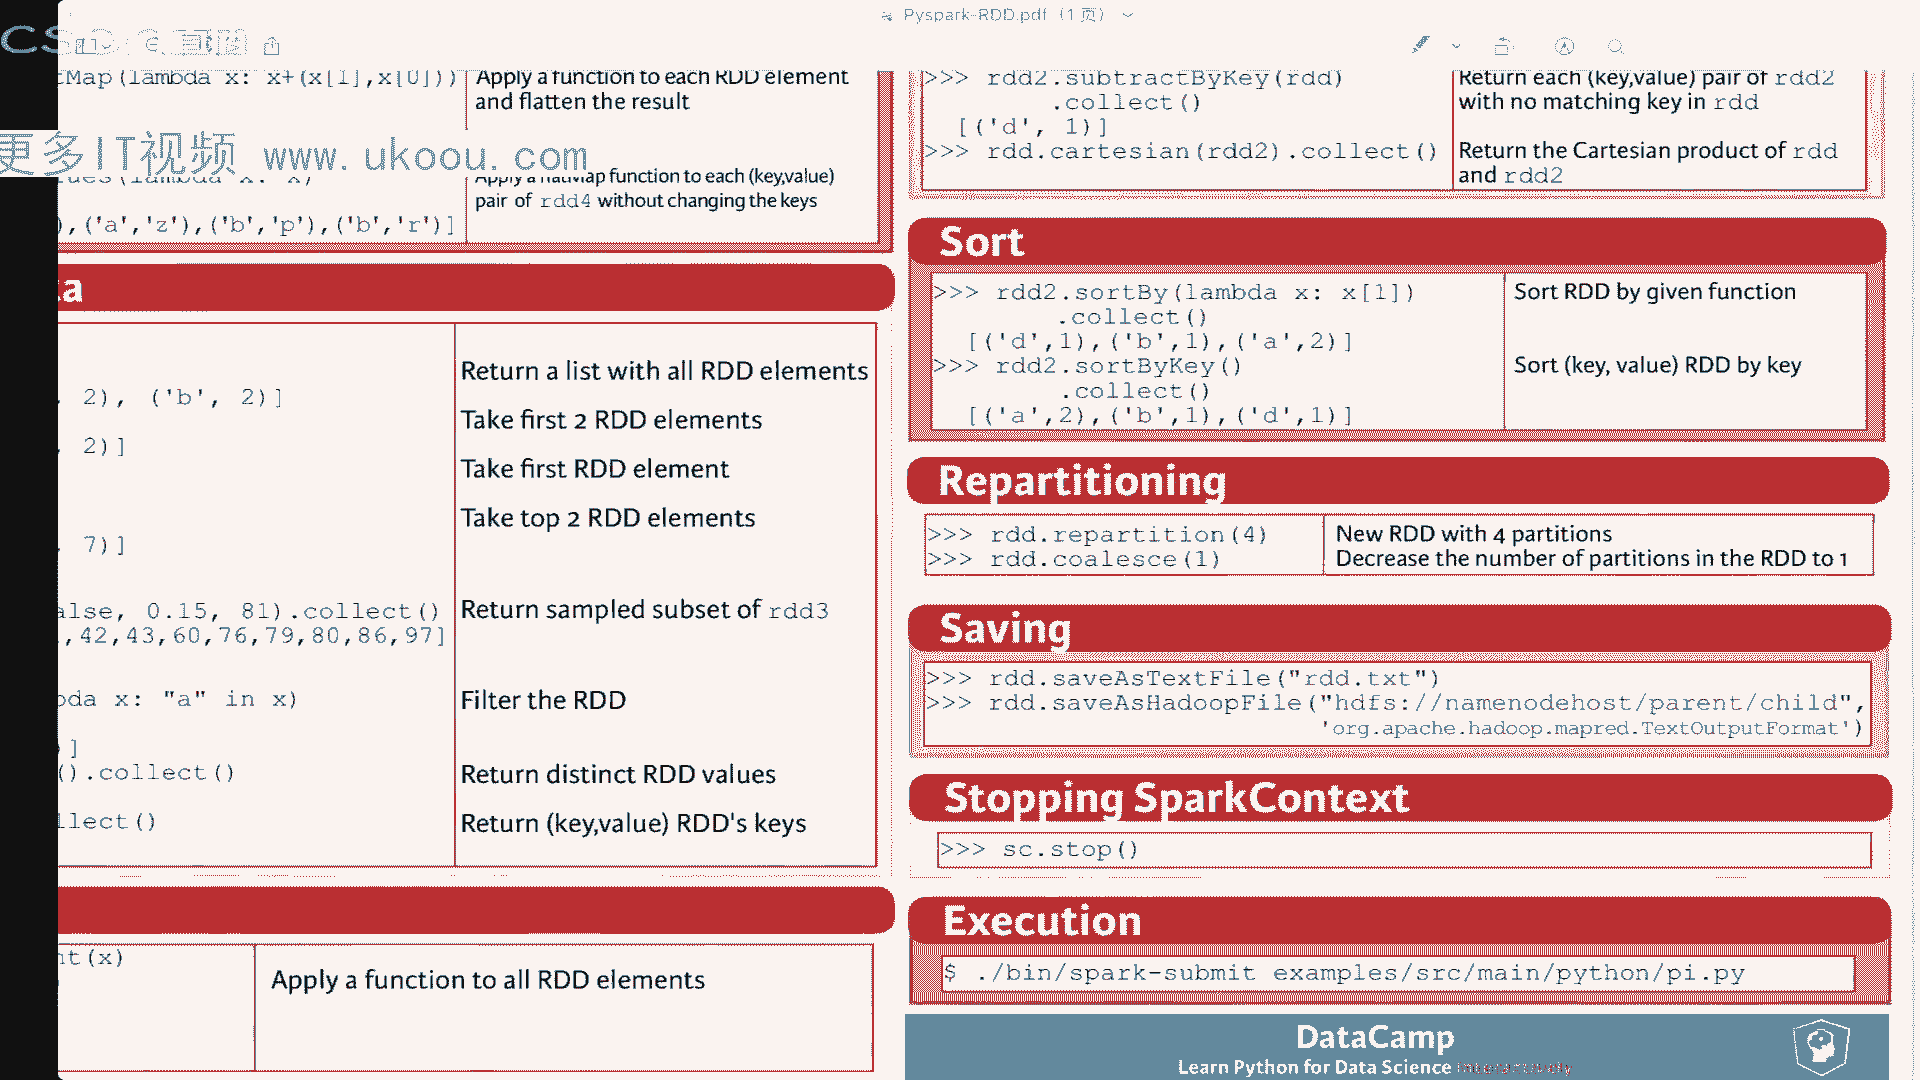 Pyspark-RDD.pdf (1 页)
更多IT视频 www.ukoou.com
Map(lambda x: x+(x[1],x[0]))
Apply a function to each RDD element
and flatten the result
(lambda x: x)
Apply a flatMap function to each (key,value)
pair of rdd4 without changing the keys
),('a','z'),('b','p'),('b','r')]
a
Return a list with all RDD elements
, 2), ('b', 2)]
Take first 2 RDD elements
, 2)]
Take first RDD element
Take top 2 RDD elements
, 7)]
alse, 0.15, 81).collect()
Return sampled subset of rdd3
,42,43,60,76,79,80,86,97]
bda x: "a" in x)
Filter the RDD
)]
().collect()
Return distinct RDD values
llect()
Return (key,value) RDD's keys
nt(x)
Apply a function to all RDD elements
>>> rdd2.subtractByKey(rdd)
.collect()
[('d', 1)]
Return each (key,value) pair of rdd2
with no matching key in rdd
>>> rdd.cartesian(rdd2).collect()
Return the Cartesian product of rdd
and rdd2
Sort
>>> rdd2.sortBy(lambda x: x[1])
.collect()
[('d',1),('b',1),('a',2)]
Sort RDD by given function
>>> rdd2.sortByKey()
.collect()
[('a',2),('b',1),('d',1)]
Sort (key, value) RDD by key
Repartitioning
>>> rdd.repartition(4)
New RDD with 4 partitions
>>> rdd.coalesce(1)
Decrease the number of partitions in the RDD to 1
Saving
>>> rdd.saveAsTextFile("rdd.txt")
>>> rdd.saveAsHadoopFile("hdfs://namenodehost/parent/child",
'org.apache.hadoop.mapred.TextOutputFormat')
Stopping SparkContext
>>> sc.stop()
Execution
$ ./bin/spark-submit examples/src/main/python/pi.py
DataCamp
Learn Python for Data Science Interactively